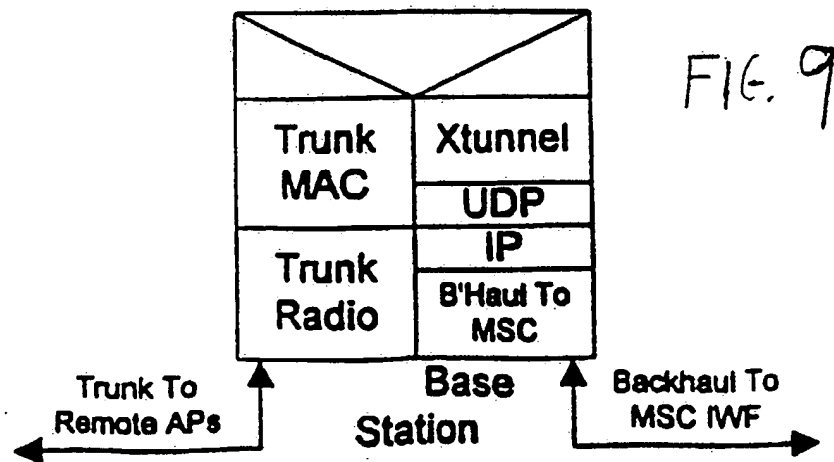 FIG. 9
Trunk
MAC
Xtunnel
UDP
IP
Trunk
Radio
B'Haul To
MSC
Trunk To
Remote APs
Base
Station
Backhaul To
MSC IWF